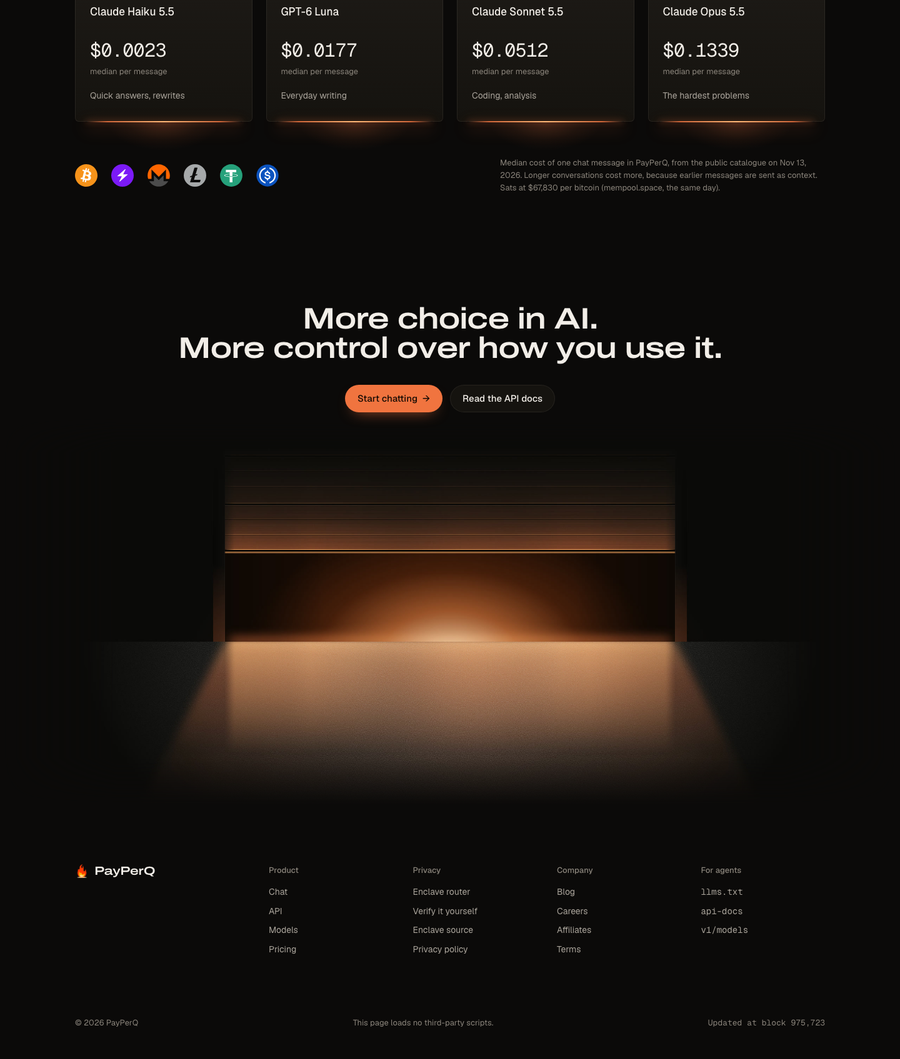 Claude Haiku 5.5
$0.0023
median per message
Quick answers, rewrites
GPT-6 Luna
$0.0177
median per message
Everyday writing
Claude Sonnet 5.5
$0.0512
median per message
Coding, analysis
Claude Opus 5.5
$0.1339
median per message
The hardest problems
Median cost of one chat message in PayPerQ, from the public catalogue on Nov 13,
2026. Longer conversations cost more, because earlier messages are sent as context.
Sats at $67,830 per bitcoin (mempool.space, the same day).
More choice in AI.
More control over how you use it.
Start chatting →
Read the API docs
PayPerQ
Product
Chat
API
Models
Pricing
Privacy
Enclave router
Verify it yourself
Enclave source
Privacy policy
Company
Blog
Careers
Affiliates
Terms
For agents
llms.txt
api-docs
v1/models
© 2026 PayPerQ
This page loads no third-party scripts.
Updated at block 975,723